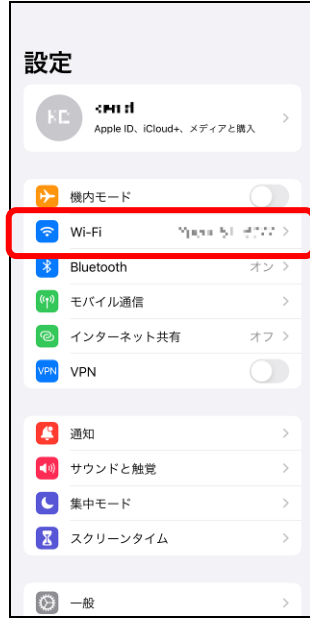 設定
Apple ID、iCloud+、メディアと購入
機内モード
Wi-Fi
Bluetooth オン
モバイル通信
インターネット共有 オフ
VPN VPN
通知
サウンドと触覚
集中モード
スクリーンタイム
一般